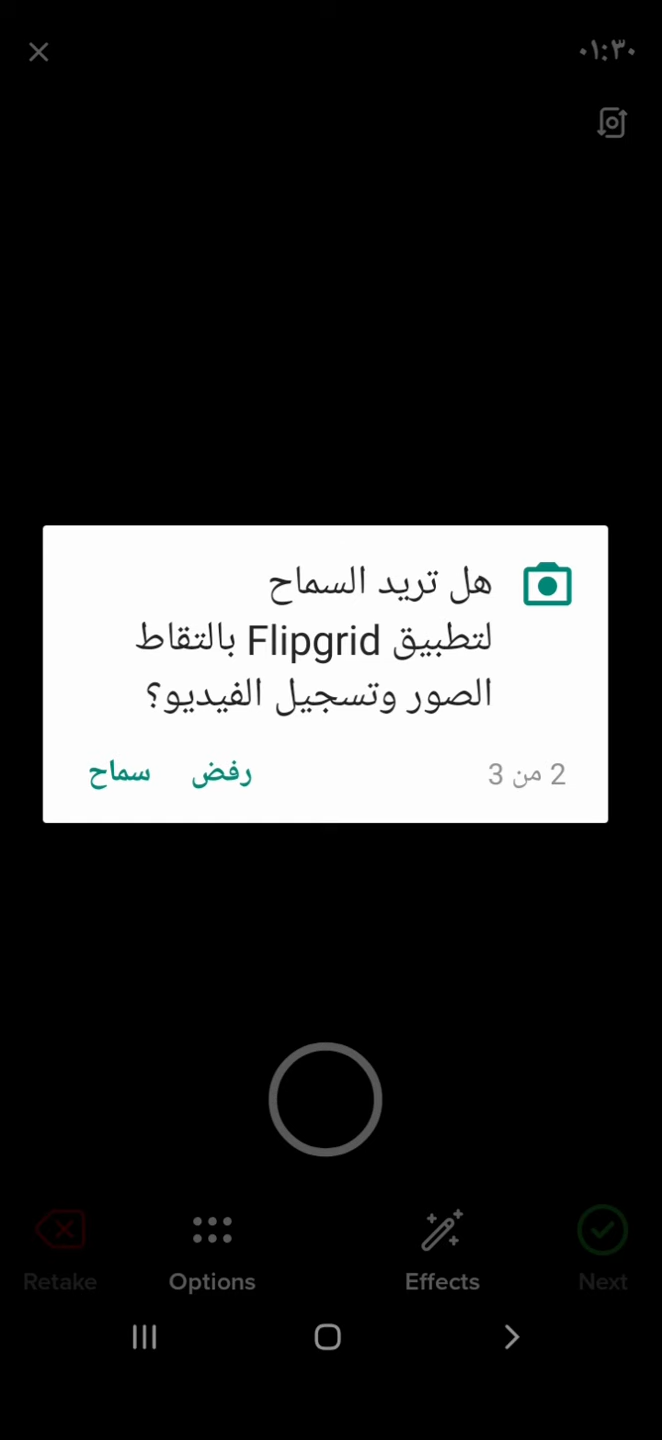 ٠١:٣٠
هل تريد السماح
لتطبيق Flipgrid بالتقاط
الصور وتسجيل الفيديو؟
2 من 3
رفض
سماح
Retake
Options
Effects
Next